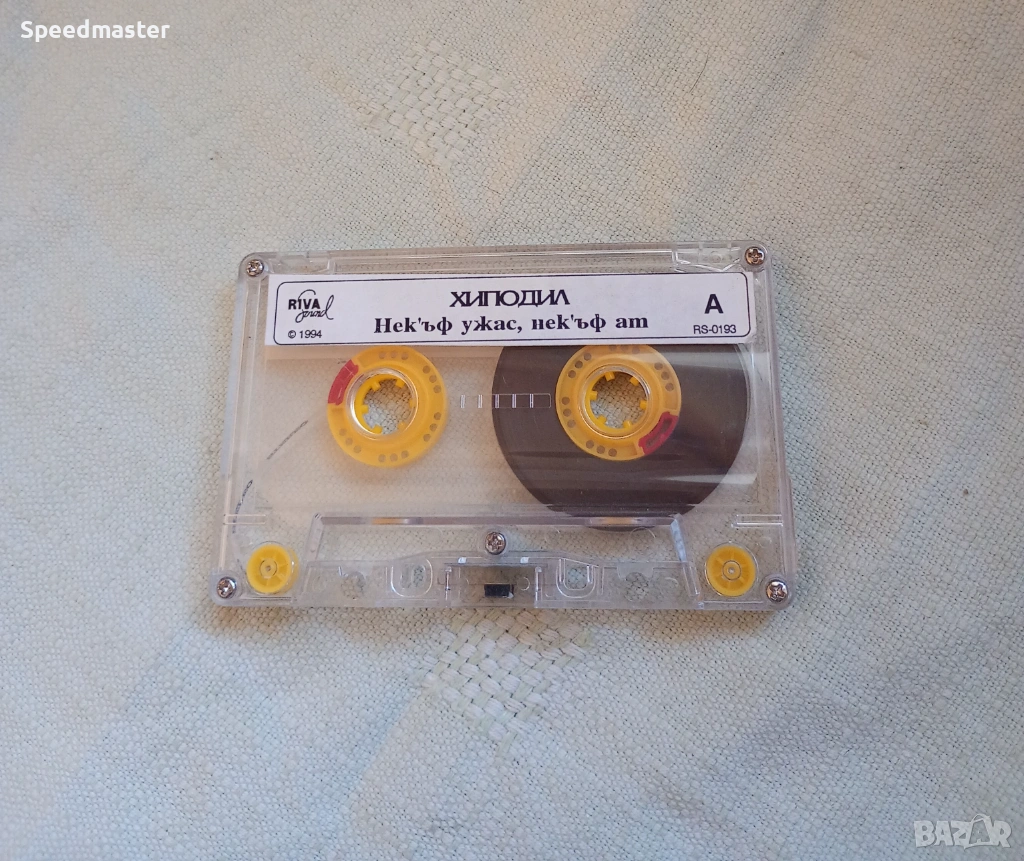 Speedmaster
RIVA
Sound
© 1994
ХИПОДИЛ
Нек'ъф ужас, нек'ъф ат
A
RS-0193
BAZAR